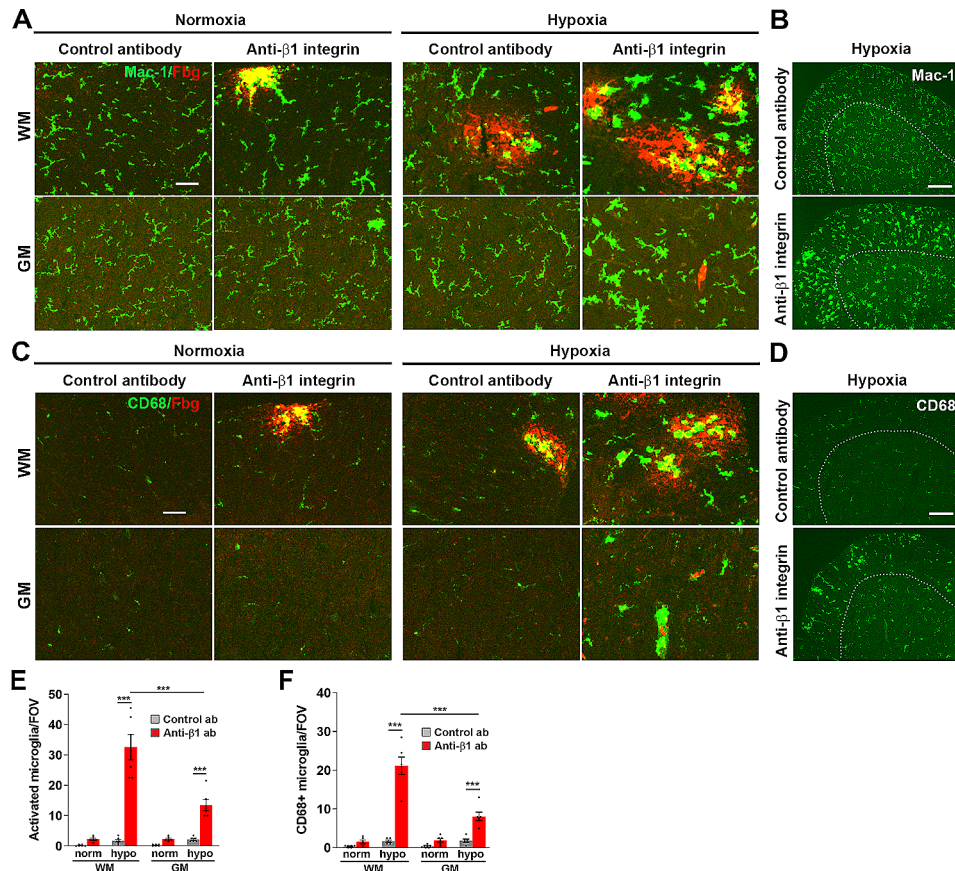 A
Normoxia
Hypoxia
Control antibody
Anti-β1 integrin
Control antibody
Anti-β1 integrin
Mac-1/Fbg
WM
GM
B
Hypoxia
Mac-1
Control antibody
Anti-β1 integrin
C
Normoxia
Hypoxia
Control antibody
Anti-β1 integrin
Control antibody
Anti-β1 integrin
CD68/Fbg
WM
GM
D
Hypoxia
CD68
Control antibody
Anti-β1 integrin
E
Activated microglia/FOV
50
40
30
20
10
0
***
***
***
Control ab
Anti-β1 ab
norm hypo norm hypo
WM GM
F
CD68+ microglia/FOV
40
30
20
10
0
***
***
***
Control ab
Anti-β1 ab
norm hypo norm hypo
WM GM